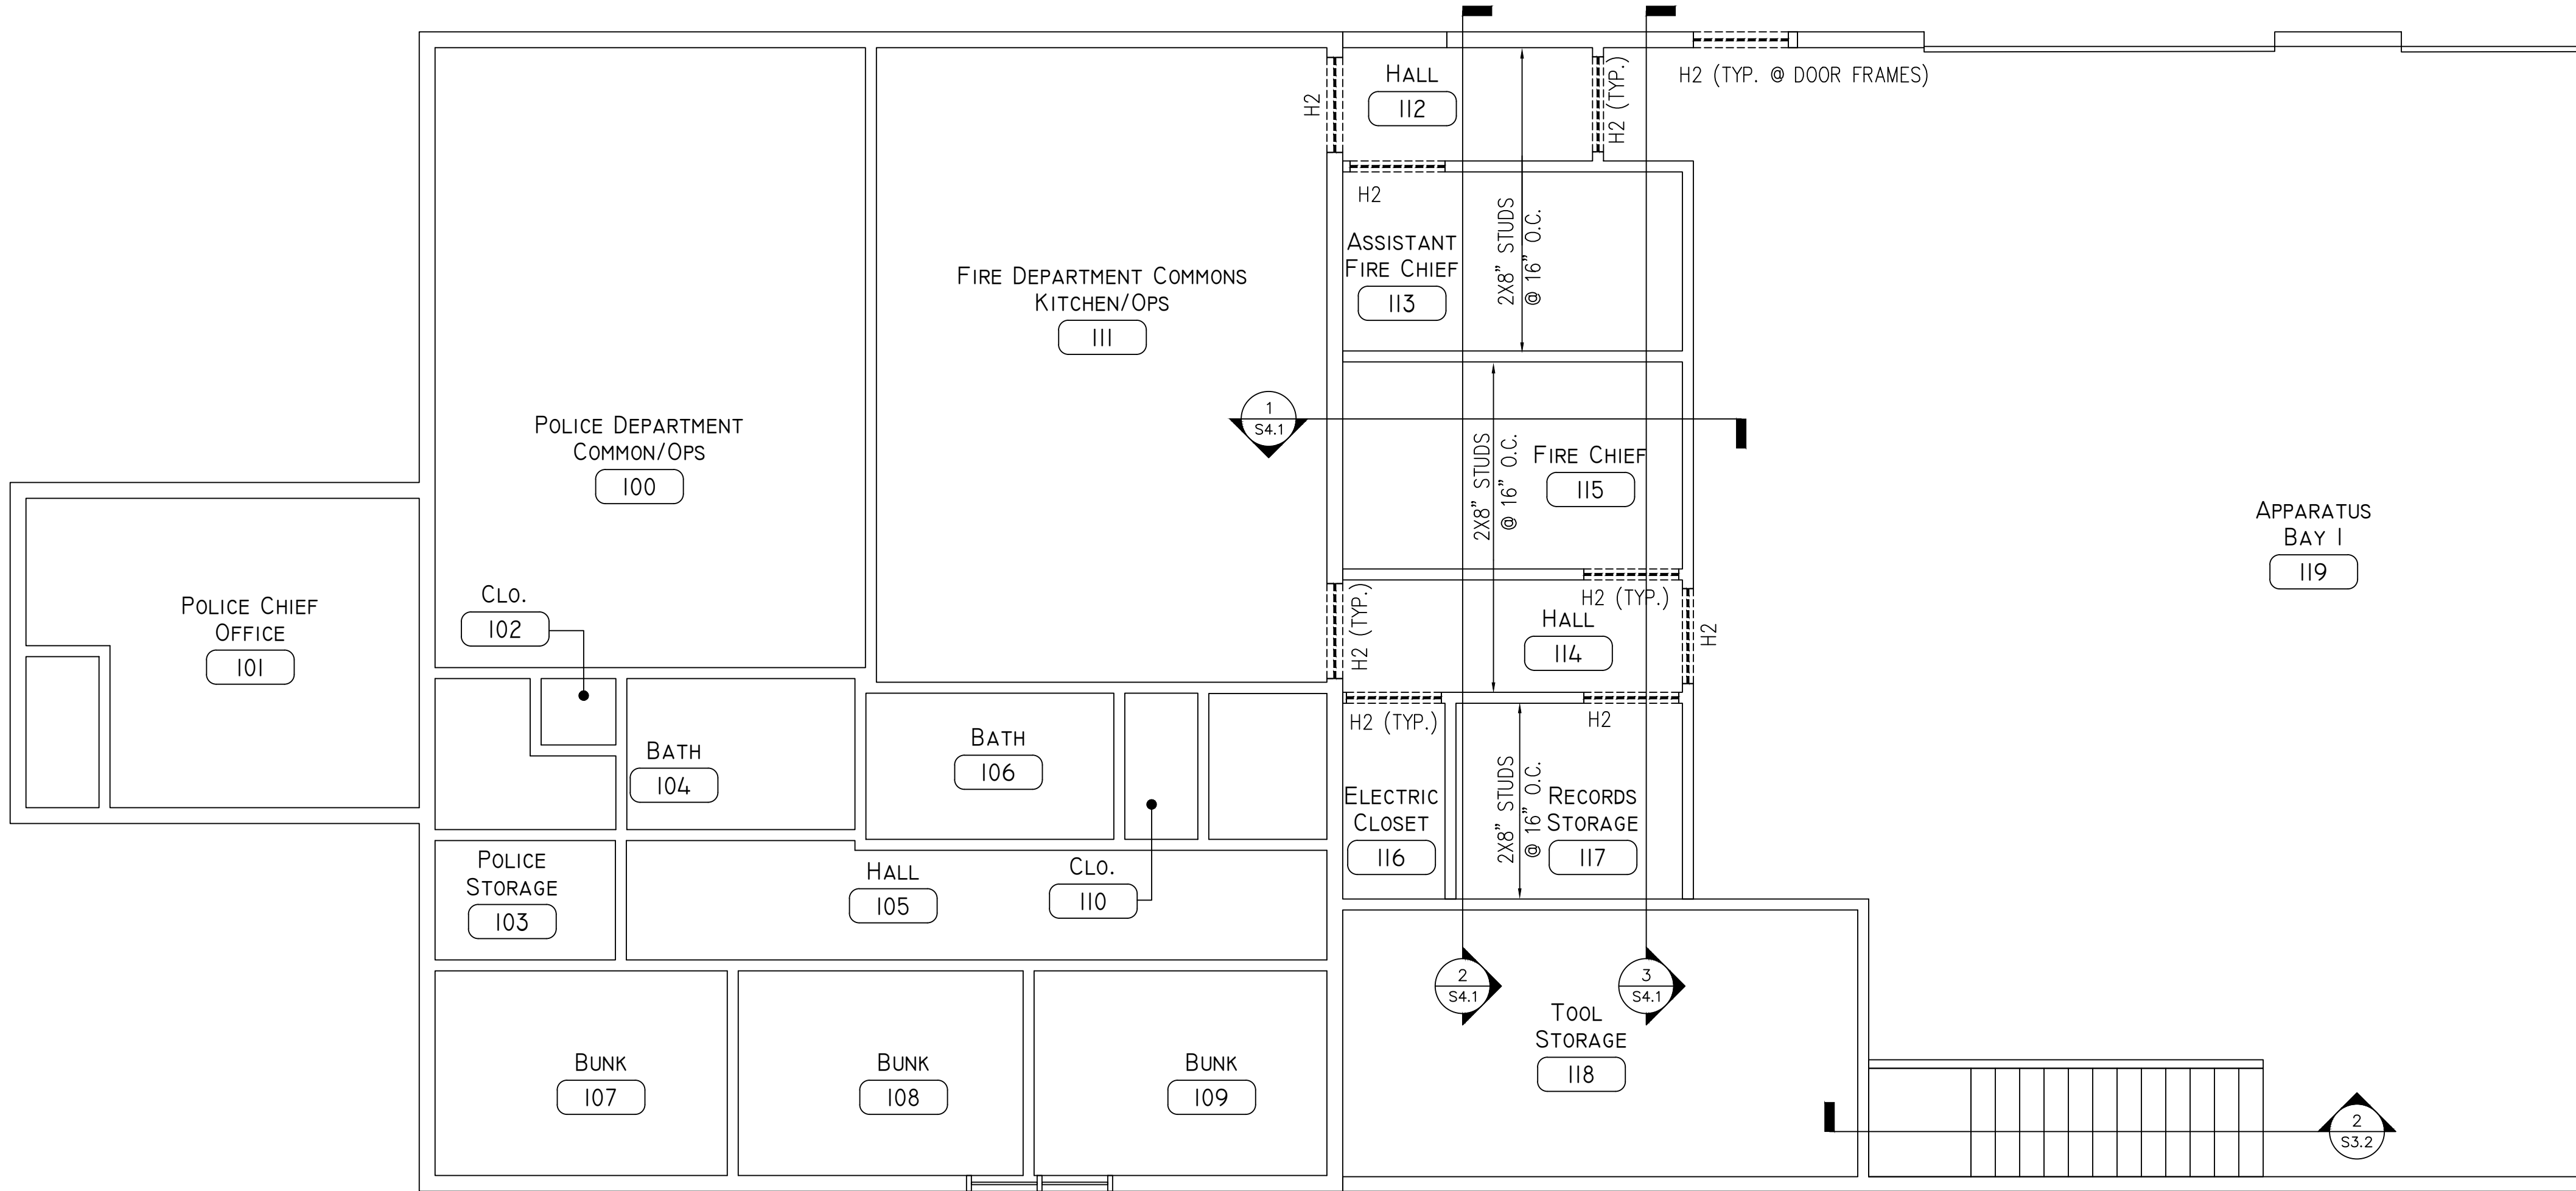 HALL
112
H2
H2 (TYP.)
H2 (TYP. @ DOOR FRAMES)
H2
ASSISTANT
FIRE CHIEF
113
2X8" STUDS
@ 16" O.C.
FIRE DEPARTMENT COMMONS
KITCHEN/OPS
111
POLICE DEPARTMENT
COMMON/OPS
100
1
S4.1
2X8" STUDS
@ 16" O.C.
FIRE CHIEF
115
APPARATUS
BAY 1
119
POLICE CHIEF
OFFICE
101
CLO.
102
H2 (TYP.)
H2 (TYP.)
HALL
114
H2
H2 (TYP.)
H2
BATH
104
BATH
106
ELECTRIC
CLOSET
116
2X8" STUDS
@ 16" O.C.
RECORDS
STORAGE
117
POLICE
STORAGE
103
HALL
105
CLO.
110
2
S4.1
3
S4.1
TOOL
STORAGE
118
BUNK
107
BUNK
108
BUNK
109
2
S3.2